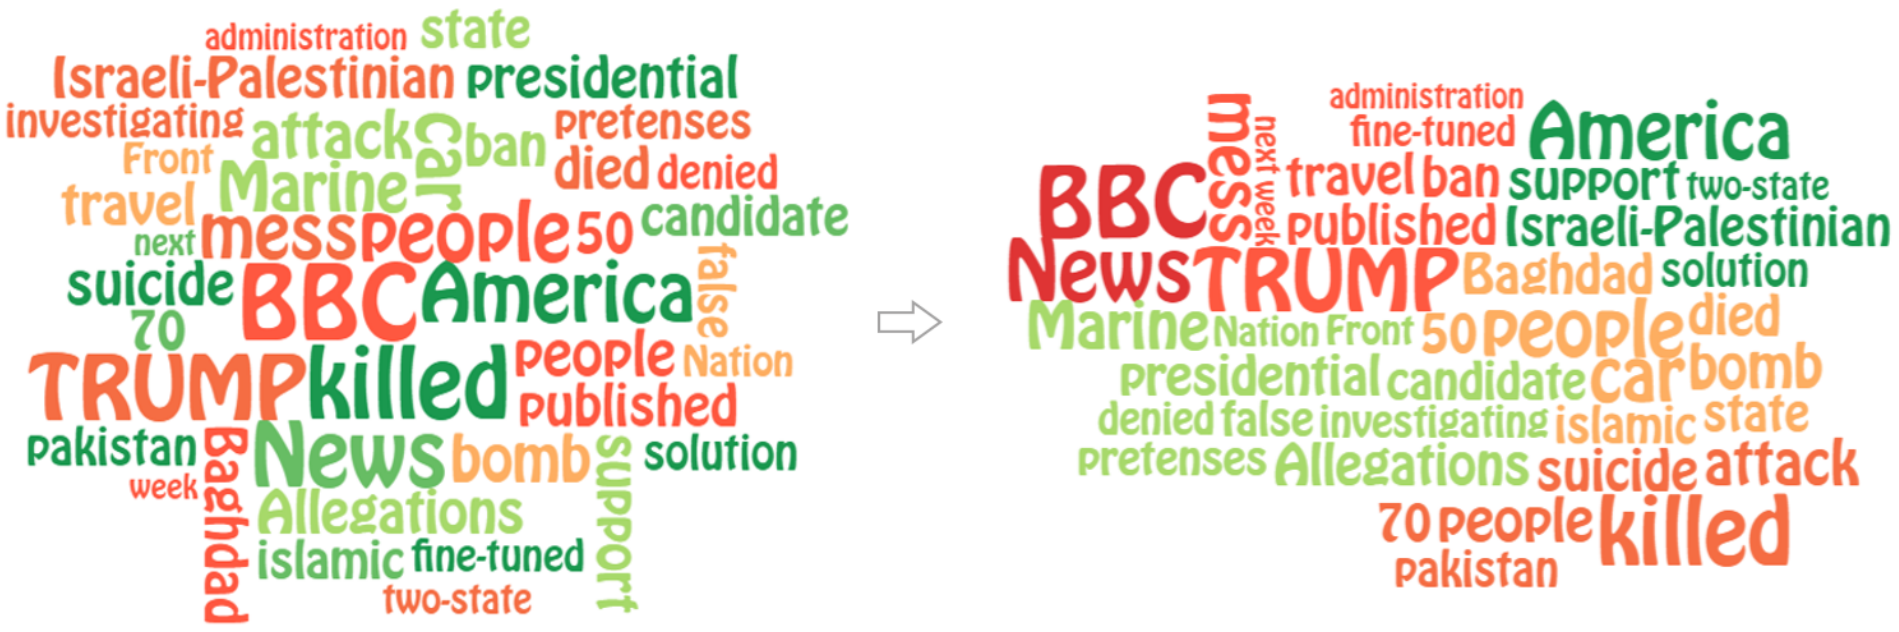 administration state
Israeli-Palestinian presidential
investigating attack car ban pretenses
Front Marine died denied
travel mess people 50 candidate
next
suicide BBC America false
70
TRUMP killed people Nation
published
pakistan Baghdad News bomb support solution
week
Allegations
islamic fine-tuned
two-state
mess next week administration
fine-tuned America
BBC travel ban support two-state
published Israeli-Palestinian
News TRUMP Baghdad solution
Marine Nation Front 50 people died
presidential candidate car bomb
denied false investigating islamic state
pretenses Allegations suicide attack
70 people killed
pakistan